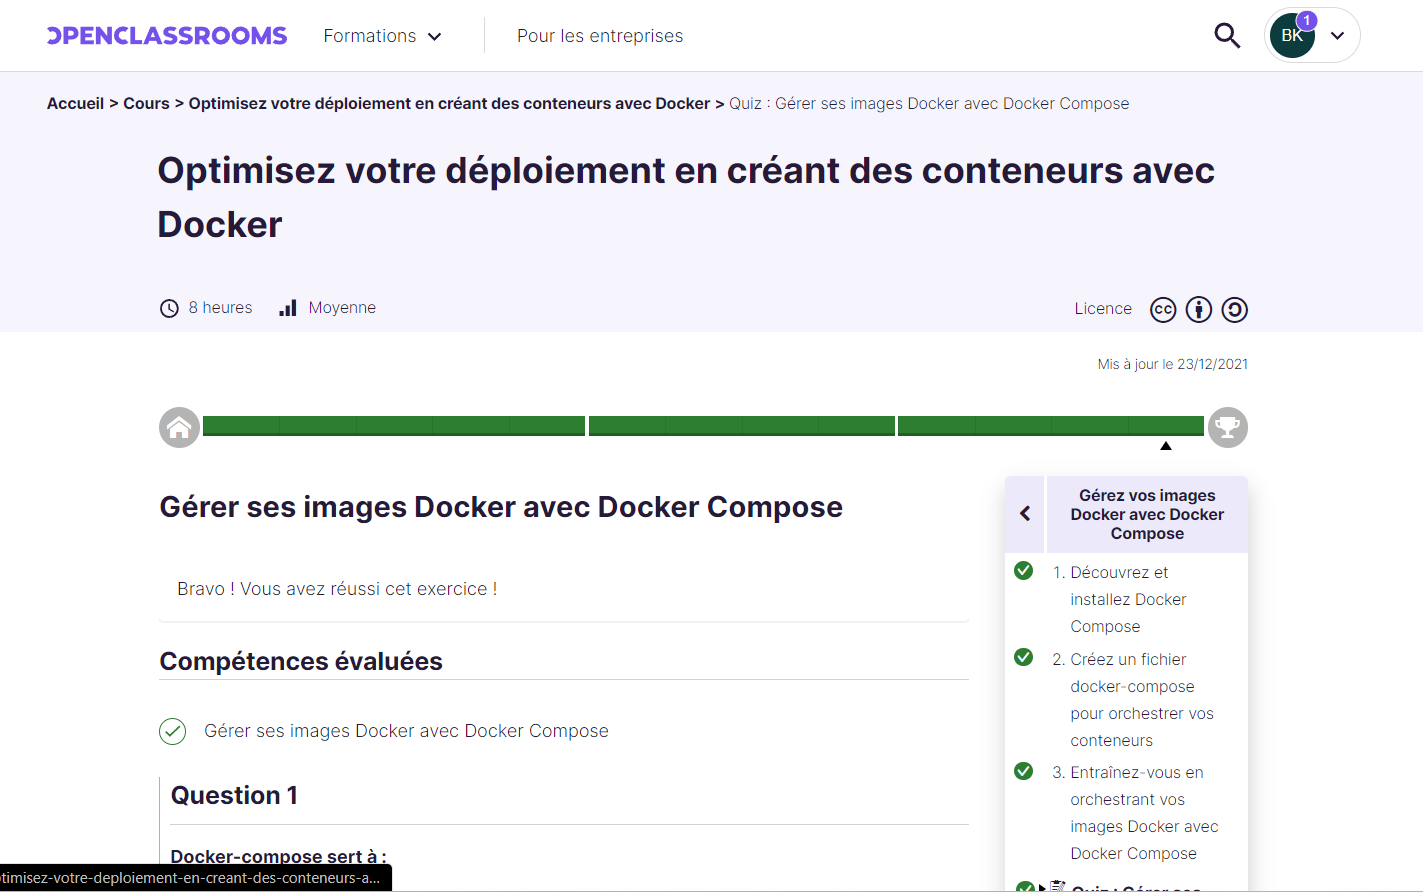 OPENCLASSROOMS
Formations
Pour les entreprises
BK
1
Accueil > Cours > Optimisez votre déploiement en créant des conteneurs avec Docker > Quiz : Gérer ses images Docker avec Docker Compose
Optimisez votre déploiement en créant des conteneurs avec
Docker
8 heures
Moyenne
Licence
cc
Mis à jour le 23/12/2021
Gérer ses images Docker avec Docker Compose
Bravo ! Vous avez réussi cet exercice !
Compétences évaluées
Gérer ses images Docker avec Docker Compose
Question 1
Docker-compose sert à :
timisez-votre-deploiement-en-creant-des-conteneurs-a...
Gérez vos images
Docker avec Docker
Compose
1. Découvrez et
installez Docker
Compose
2. Créez un fichier
docker-compose
pour orchestrer vos
conteneurs
3. Entraînez-vous en
orchestrant vos
images Docker avec
Docker Compose
Quiz : Gérer ses